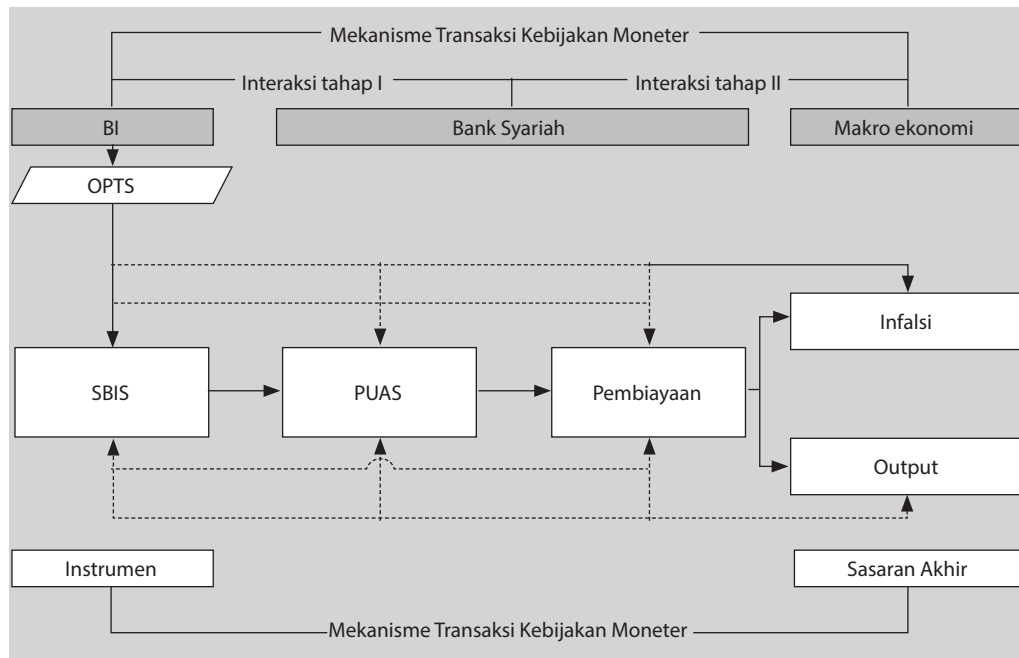 Mekanisme Transaksi Kebijakan Moneter
Interaksi tahap I
Interaksi tahap II
BI
Bank Syariah
Makro ekonomi
OPTS
Infalsi
SBIS
PUAS
Pembiayaan
Output
Instrumen
Sasaran Akhir
Mekanisme Transaksi Kebijakan Moneter